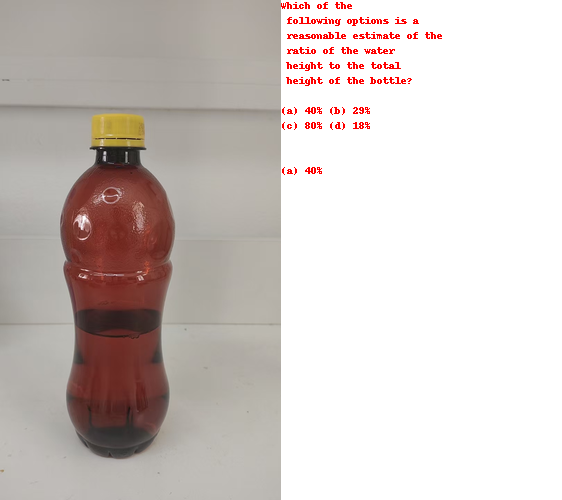 Which of the
following options is a
reasonable estimate of the
ratio of the water
height to the total
height of the bottle?
(a) 40% (b) 29%
(c) 80% (d) 18%
(a) 40%